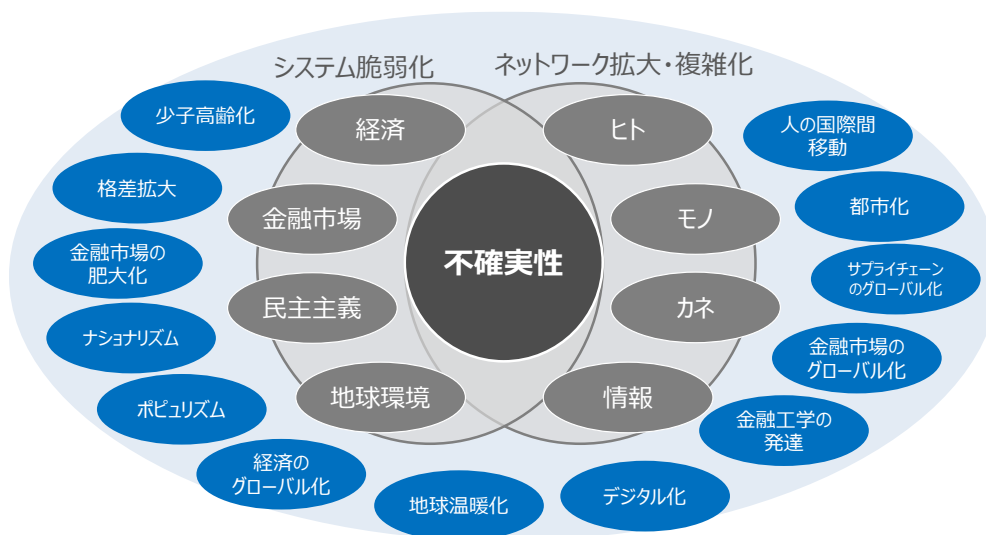 システム脆弱化
ネットワーク拡大・複雑化
少子高齢化
格差拡大
金融市場の
肥大化
ナショナリズム
ポピュリズム
経済の
グローバル化
地球温暖化
デジタル化
金融工学の
発達
金融市場の
グローバル化
サプライチェーン
のグローバル化
都市化
人の国際間
移動
経済
金融市場
民主主義
地球環境
不確実性
ヒト
モノ
カネ
情報